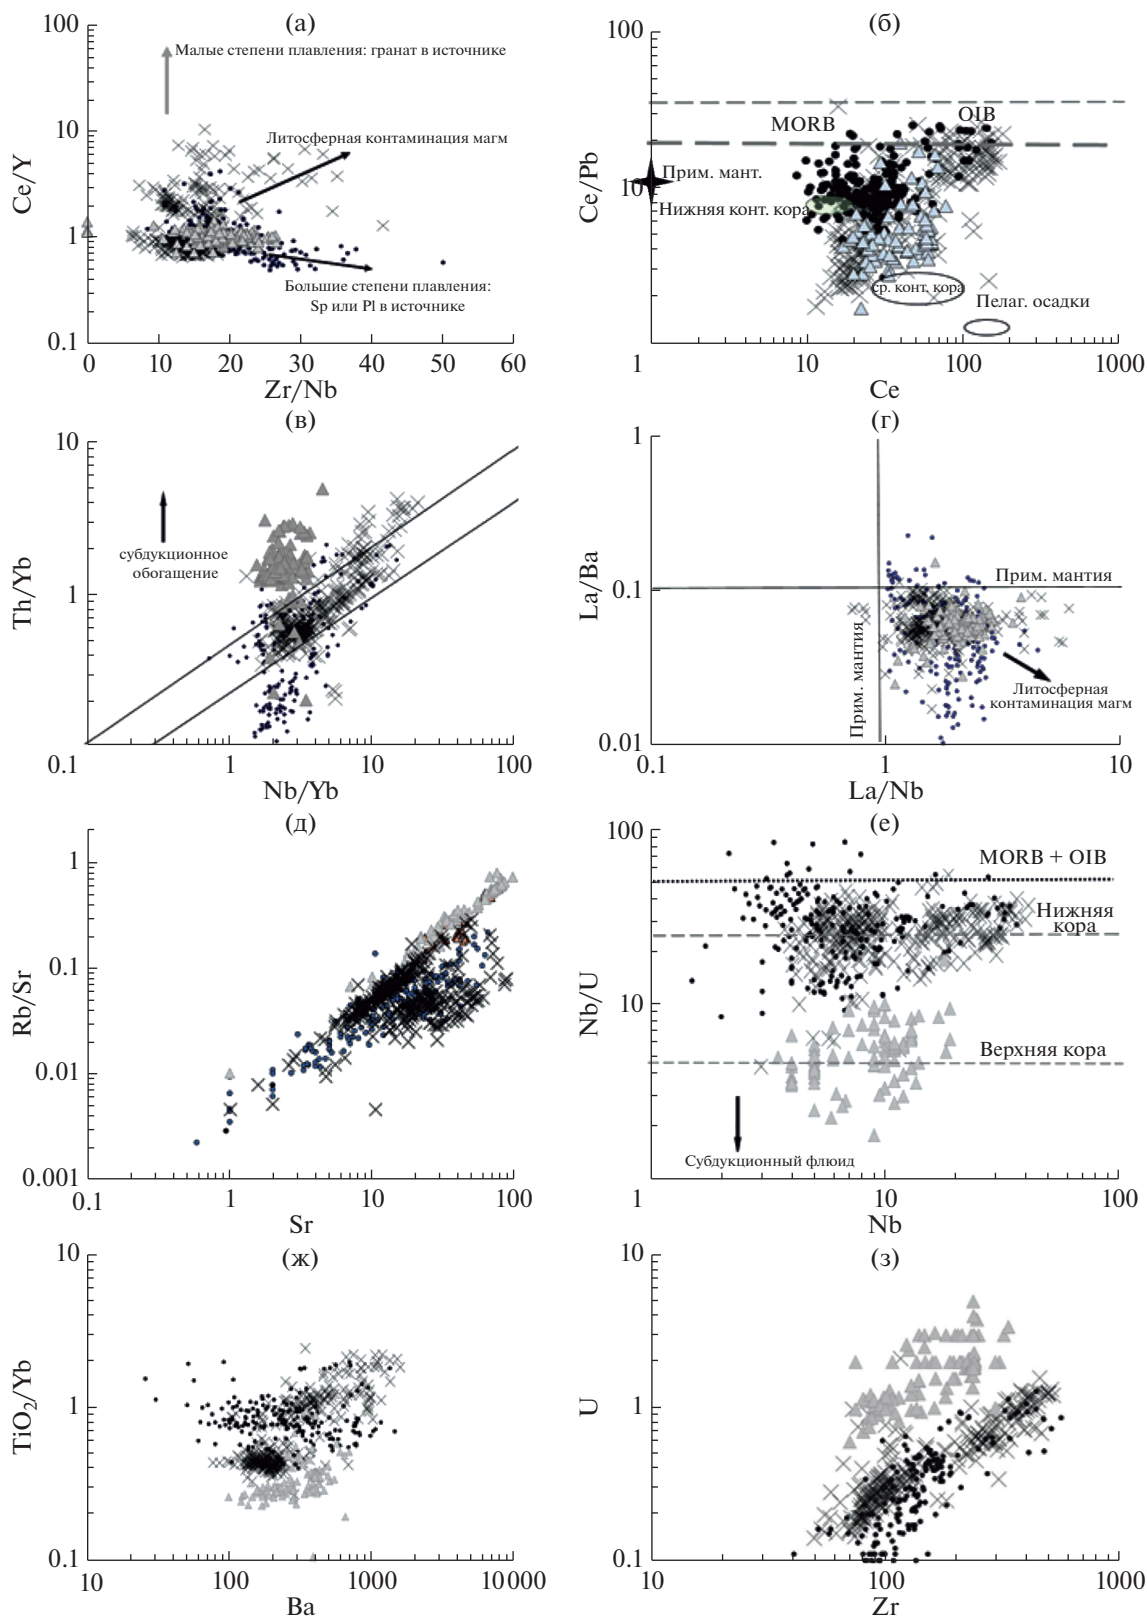 (а)
100
Малые степени плавления: гранат в источнике
10
Литосферная контаминация магм
Ce/Y
1
Большие степени плавления:
Sp или Pl в источнике
0.1
0 10 20 30 40 50 60
Zr/Nb
(б)
100
MORB
OIB
Ce/Pb
10
Прим. мант.
Нижняя конт. кора
ср. конт. кора
Пелаг. осадки
1 10 100 1000
Ce
(в)
10
субдукционное
обогащение
Th/Yb
1
0.1 1 10 100
Nb/Yb
(г)
1
La/Ba
Прим. мантия
0.1
Прим. мантия
Литосферная
контаминация магм
0.01
0.1 1 10
La/Nb
(д)
1
Rb/Sr
0.1
0.01
0.001
0.1 1 10 100
Sr
(е)
100
MORB + OIB
Нижняя
кора
Nb/U
10
Верхняя кора
Субдукционный флюид
1
1 10 100
Nb
(ж)
10
TiO2/Yb
1
0.1
10 100 1000 10000
Ba
(з)
10
U
1
0.1
10 100 1000
Zr